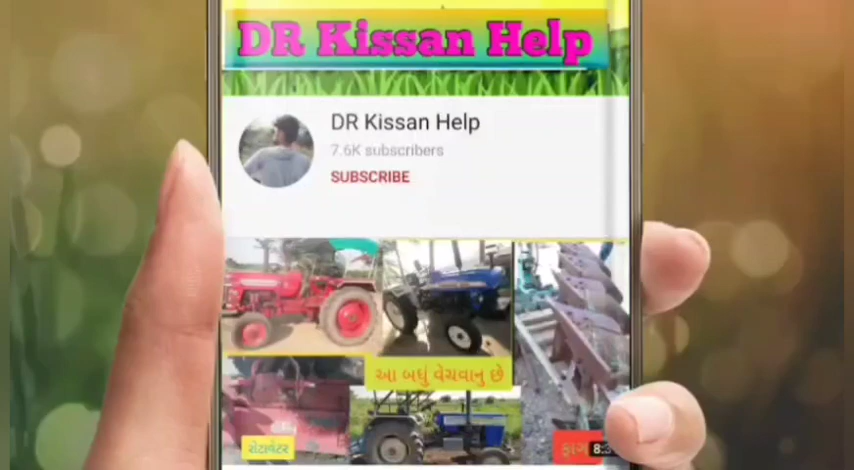 DR Kissan Help
DR Kissan Help
7.6K subscribers
SUBSCRIBE
આ બધું વેચવાનુ છે
રોટાવેટર